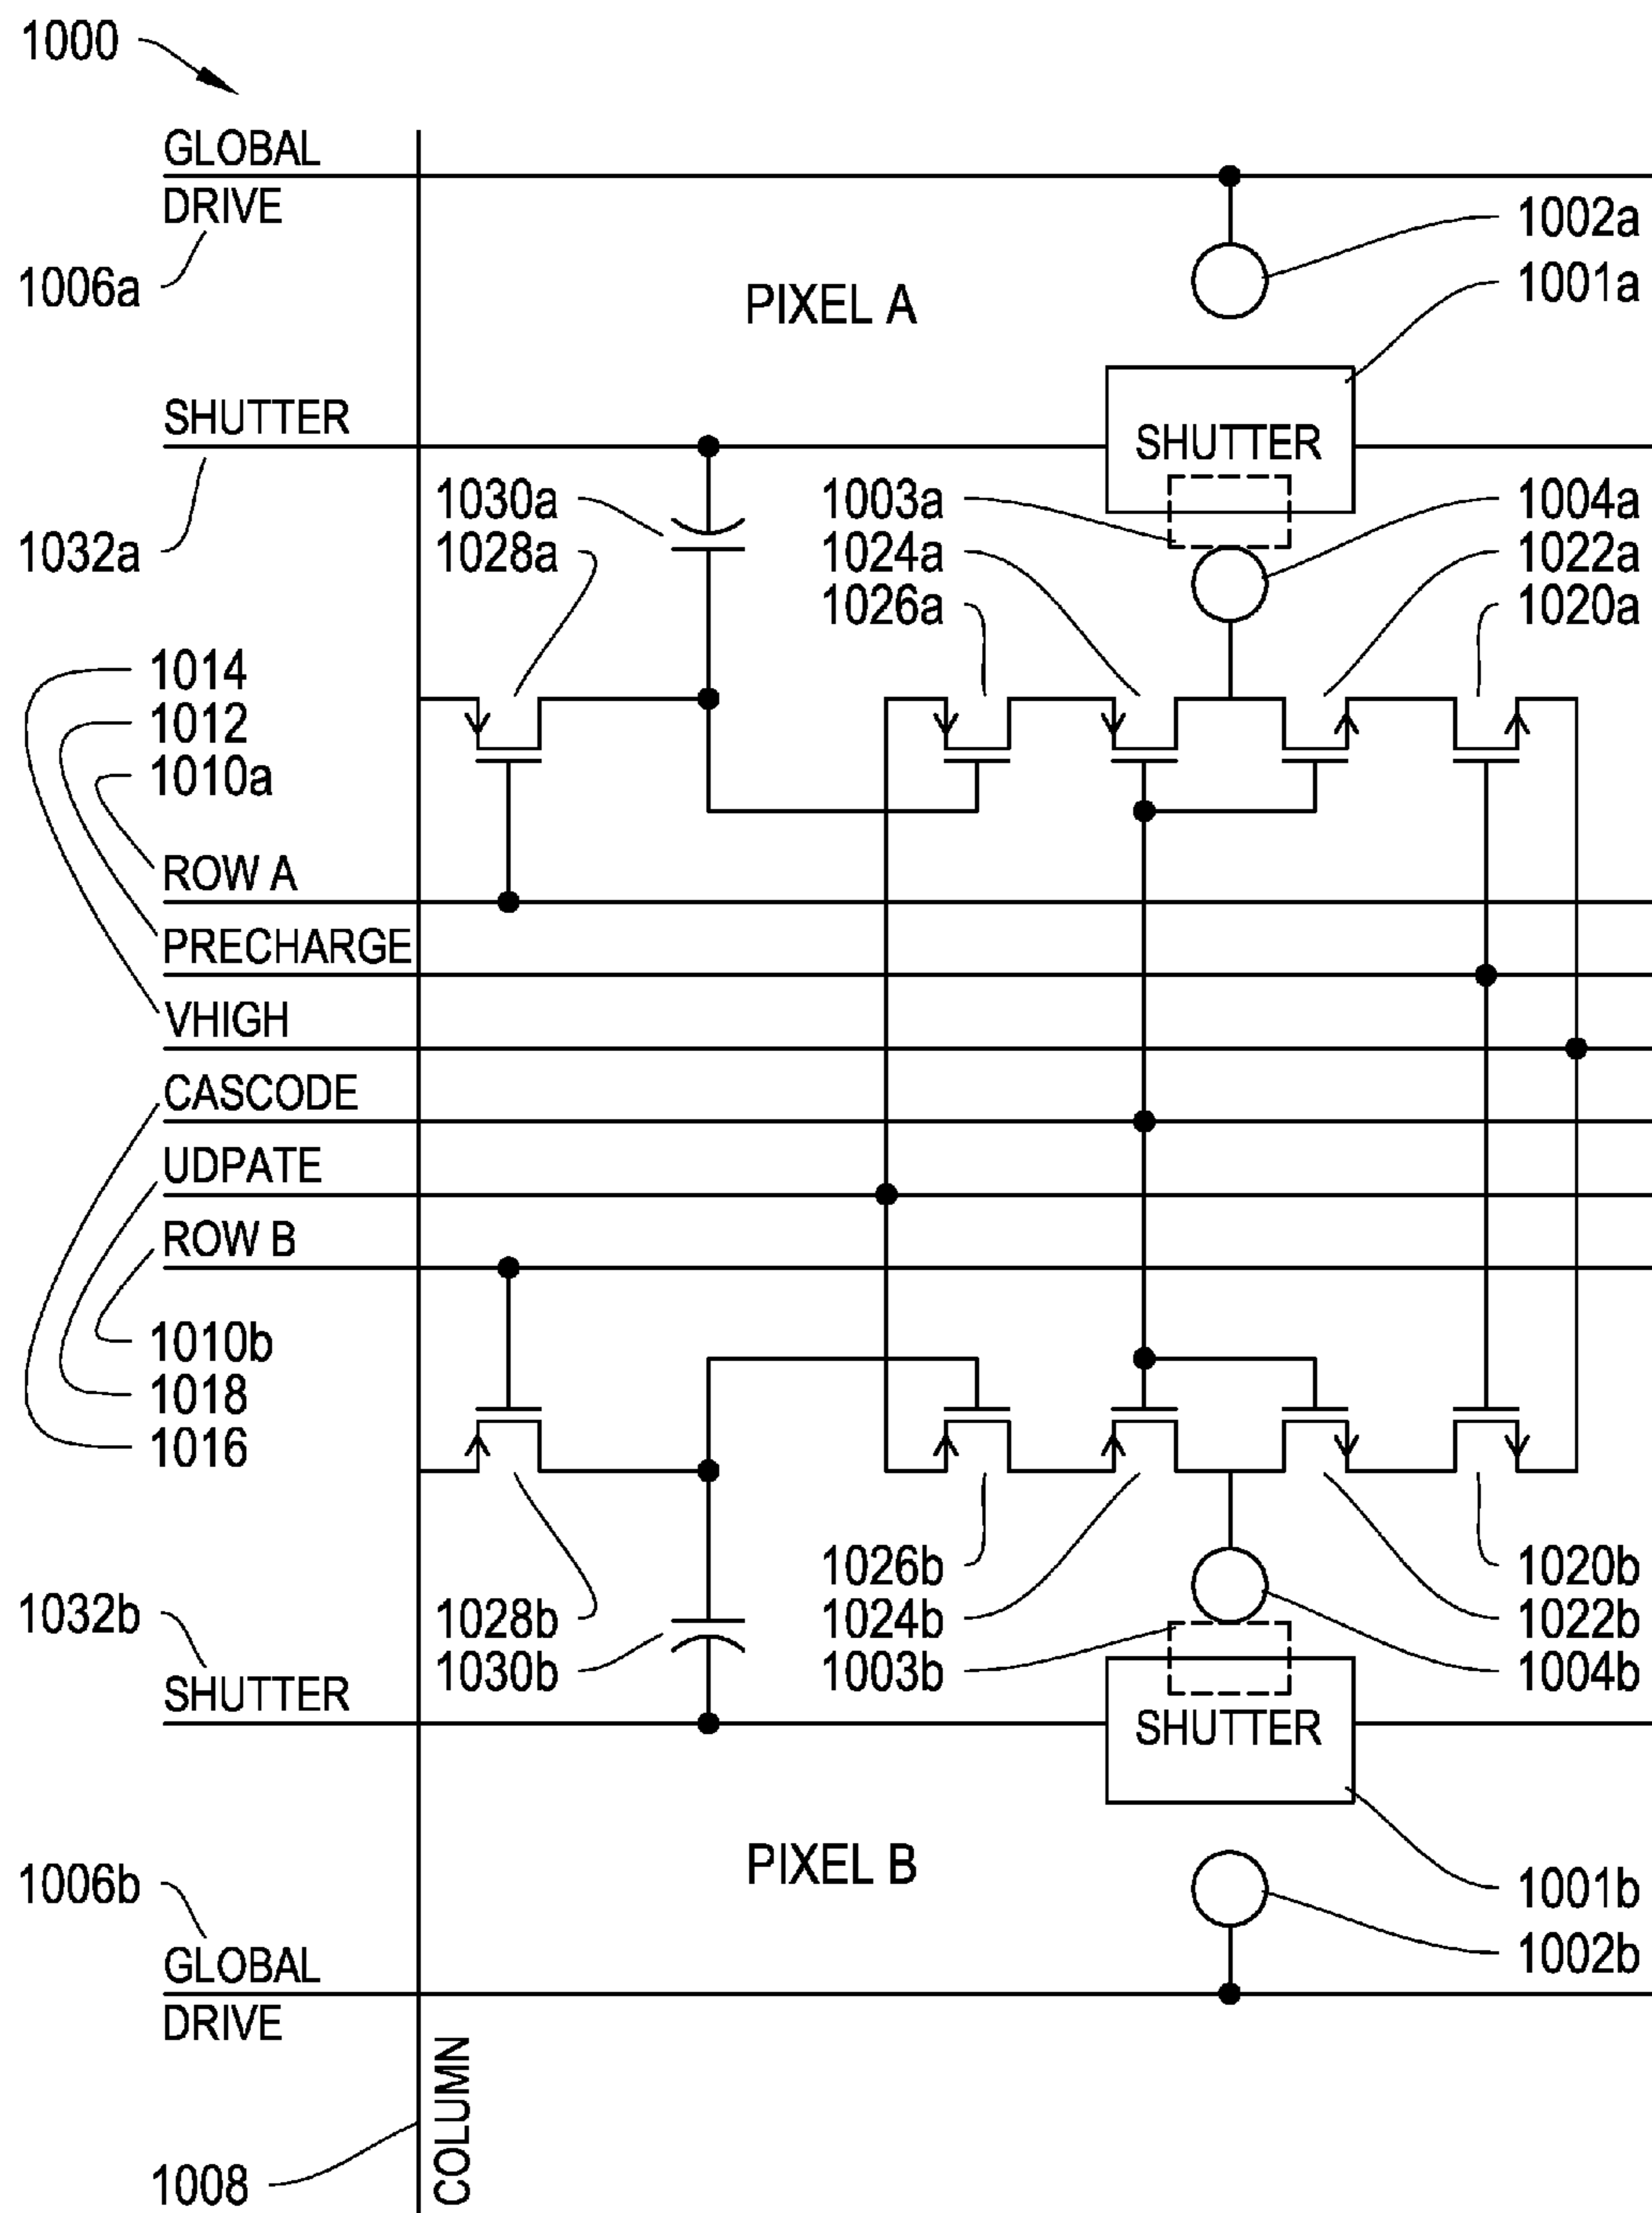 1000
GLOBAL
DRIVE
1002a
1006a
1001a
PIXEL A
SHUTTER
SHUTTER
1030a
1003a
1004a
1032a
1028a
1024a
1022a
1026a
1020a
1014
1012
1010a
ROW A
PRECHARGE
VHIGH
CASCODE
UDPATE
ROW B
1010b
1018
1016
1026b
1020b
1032b
1028b
1024b
1022b
1030b
1003b
1004b
SHUTTER
SHUTTER
PIXEL B
1006b
1001b
1002b
GLOBAL
DRIVE
COLUMN
1008